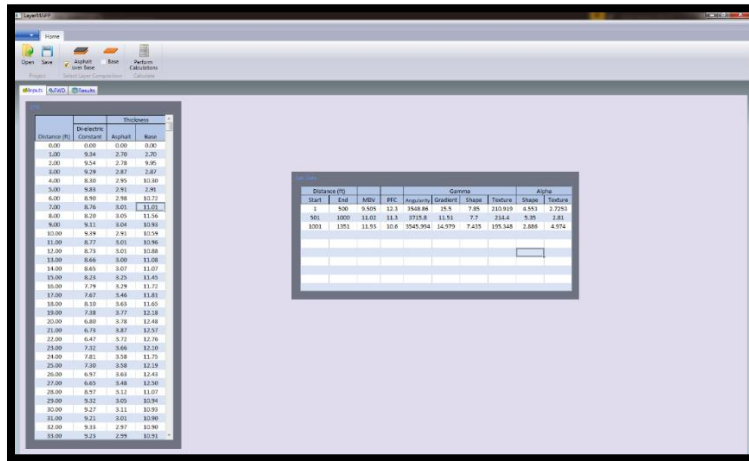 LayerMSIPP
Home
Open Save Asphalt over Base Base Perform Calculations
Project Select Layer Composition Calculate
Inputs FWD Results
Thickness
Distance (ft) Di-electric Constant Asphalt Base
0.00 0.00 0.00 0.00
1.00 9.34 2.70 2.70
2.00 9.54 2.78 9.95
3.00 9.29 2.87 2.87
4.00 8.30 2.95 10.30
5.00 9.83 2.91 2.91
6.00 8.98 2.98 10.72
7.00 8.76 3.01 11.01
8.00 8.20 3.05 11.56
9.00 9.11 3.04 10.93
10.00 9.39 2.91 10.59
11.00 8.77 3.01 10.96
12.00 8.73 3.01 10.88
13.00 8.66 3.00 11.08
14.00 8.65 3.07 11.07
15.00 8.23 3.25 11.45
16.00 7.79 3.29 11.72
17.00 7.67 3.46 11.81
18.00 8.10 3.63 11.65
19.00 7.38 3.77 12.18
20.00 6.80 3.78 12.48
21.00 6.73 3.87 12.57
22.00 6.47 3.72 12.76
23.00 7.32 3.66 12.10
24.00 7.81 3.58 11.75
25.00 7.30 3.58 12.19
26.00 6.97 3.63 12.43
27.00 6.65 3.48 12.50
28.00 8.97 3.12 11.07
29.00 9.32 3.05 10.94
30.00 9.27 3.11 10.93
31.00 9.21 3.01 10.90
32.00 9.33 2.97 10.90
33.00 9.23 2.99 10.91
Distance (ft) Gamma Alpha
Start End MBV PFC Angularity Gradient Shape Texture Shape Texture
1 500 9.505 12.3 3548.86 15.5 7.85 210.919 4.553 2.7253
501 1000 11.02 11.3 3715.8 11.51 7.7 214.4 5.35 2.81
1001 1351 11.93 10.6 3545.994 14.979 7.435 195.348 2.886 4.974